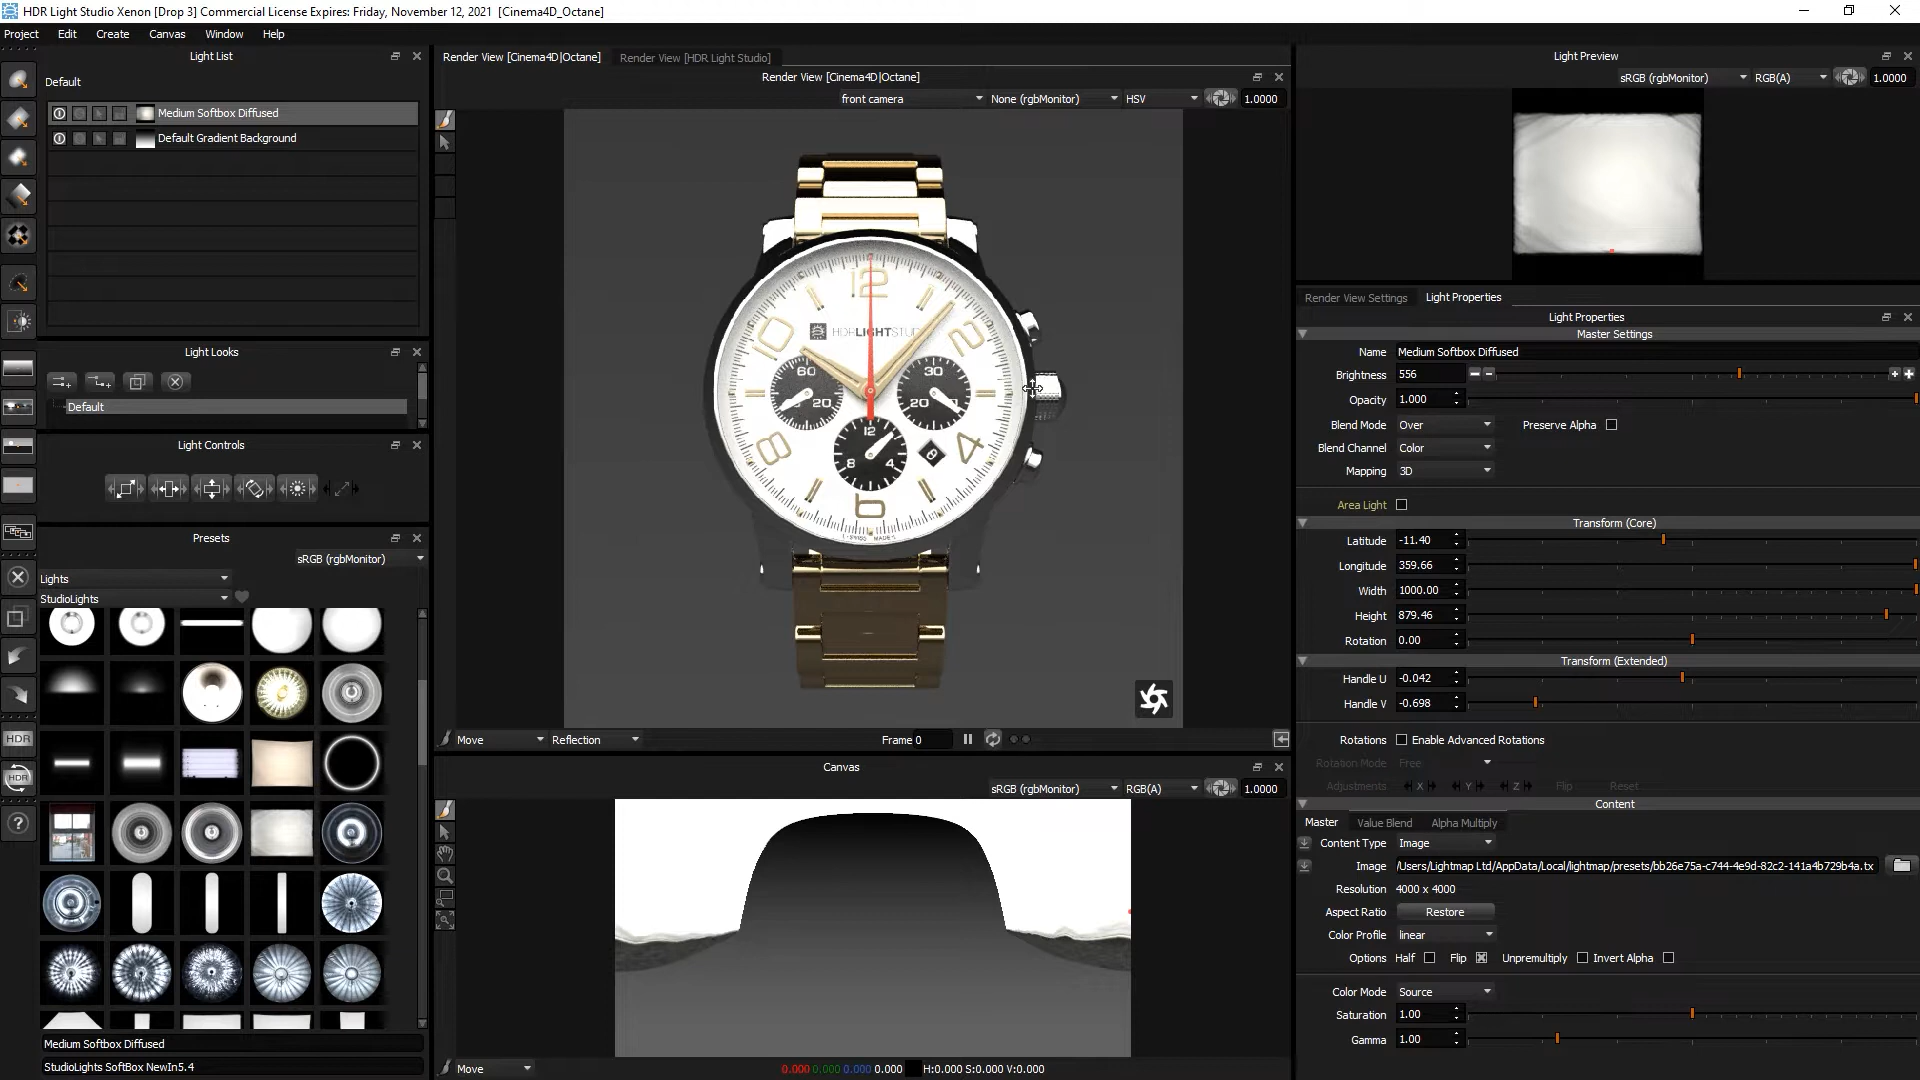 HDR Light Studio Xenon [Drop 3] Commercial License Expires: Friday, November 12, 2021 [Cinema4D_Octane]
Project Edit Create Canvas Window Help
Light List
Default
Medium Softbox Diffused
Default Gradient Background
Light Looks
Default
Light Controls
Presets
sRGB (rgbMonitor)
Lights
StudioLights
HDR
HDR
?
Medium Softbox Diffused
StudioLights SoftBox NewIn5.4
Render View [Cinema4D|Octane] Render View [HDR Light Studio]
Render View [Cinema4D|Octane]
front camera None (rgbMonitor) HSV 1.0000
12
2
4
6
8
10
60
20
30
20
12
8
4
Move Reflection Frame 0
Canvas
sRGB (rgbMonitor) RGB(A) 1.0000
Move 0.000 0.000 0.000 0.000 H:0.000 S:0.000 V:0.000
Light Preview
sRGB (rgbMonitor) RGB(A) 1.0000
Render View Settings Light Properties
Light Properties
Master Settings
Name Medium Softbox Diffused
Brightness 556
Opacity 1.000
Blend Mode Over Preserve Alpha
Blend Channel Color
Mapping 3D
Area Light
Transform (Core)
Latitude -11.40
Longitude 359.66
Width 1000.00
Height 879.46
Rotation 0.00
Transform (Extended)
Handle U -0.042
Handle V -0.698
Rotations Enable Advanced Rotations
Rotation Mode Free
Adjustments X Y Z Flip Reset
Content
Master Value Blend Alpha Multiply
Content Type Image
Image /Users/Lightmap Ltd/AppData/Local/lightmap/presets/bb26e75a-c744-4e9d-82c2-141a4b729b4a.tx
Resolution 4000 x 4000
Aspect Ratio Restore
Color Profile linear
Options Half Flip Unpremultiply Invert Alpha
Color Mode Source
Saturation 1.00
Gamma 1.00